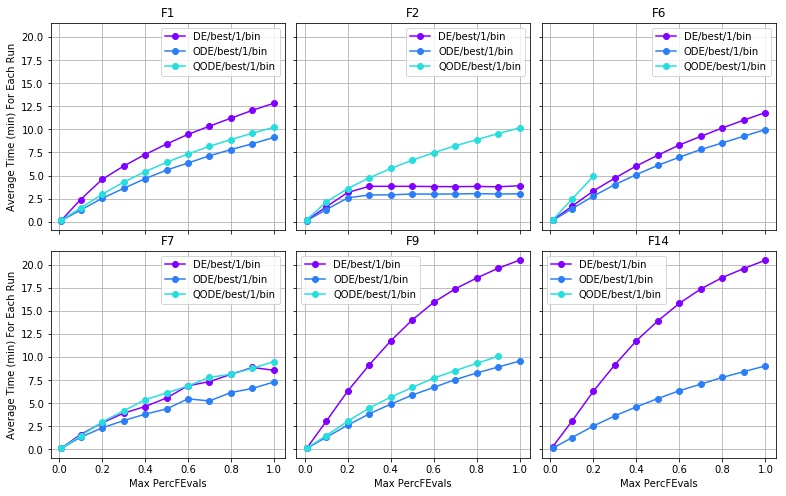 F1
DE/best/1/bin
ODE/best/1/bin
QODE/best/1/bin
20.0
17.5
15.0
12.5
10.0
7.5
5.0
2.5
0.0
Average Time (min) For Each Run
F2
DE/best/1/bin
ODE/best/1/bin
QODE/best/1/bin
F6
DE/best/1/bin
ODE/best/1/bin
QODE/best/1/bin
F7
DE/best/1/bin
ODE/best/1/bin
QODE/best/1/bin
20.0
17.5
15.0
12.5
10.0
7.5
5.0
2.5
0.0
Average Time (min) For Each Run
0.0 0.2 0.4 0.6 0.8 1.0
Max PercFEvals
F9
DE/best/1/bin
ODE/best/1/bin
QODE/best/1/bin
0.0 0.2 0.4 0.6 0.8 1.0
Max PercFEvals
F14
DE/best/1/bin
ODE/best/1/bin
QODE/best/1/bin
0.0 0.2 0.4 0.6 0.8 1.0
Max PercFEvals